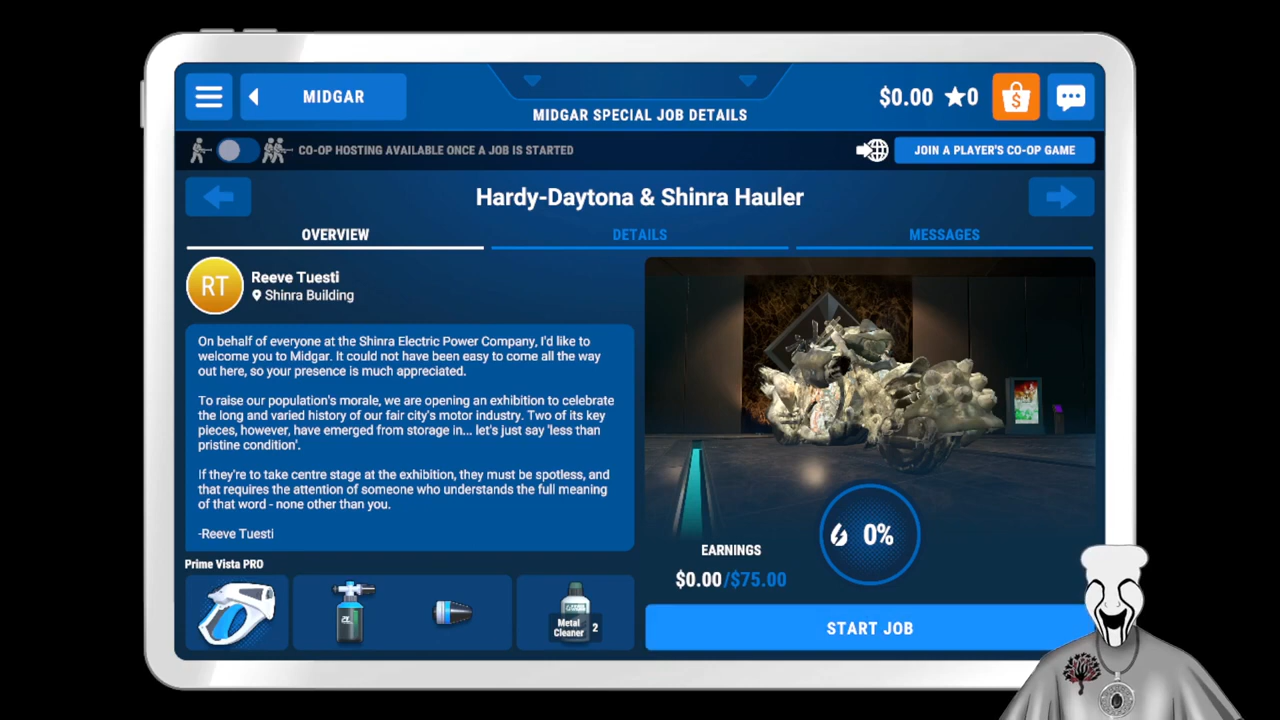 MIDGAR
MIDGAR SPECIAL JOB DETAILS
$0.00 ★0
CO-OP HOSTING AVAILABLE ONCE A JOB IS STARTED
JOIN A PLAYER'S CO-OP GAME
Hardy-Daytona & Shinra Hauler
OVERVIEW
DETAILS
MESSAGES
RT
Reeve Tuesti
Shinra Building
On behalf of everyone at the Shinra Electric Power Company, I'd like to
welcome you to Midgar. It could not have been easy to come all the way
out here, so your presence is much appreciated.
To raise our population's morale, we are opening an exhibition to celebrate
the long and varied history of our fair city's motor industry. Two of its key
pieces, however, have emerged from storage in... let's just say 'less than
pristine condition'.
If they're to take centre stage at the exhibition, they must be spotless, and
that requires the attention of someone who understands the full meaning
of that word - none other than you.
-Reeve Tuesti
Prime Vista PRO
Metal
Cleaner 2
0%
EARNINGS
$0.00/$75.00
START JOB